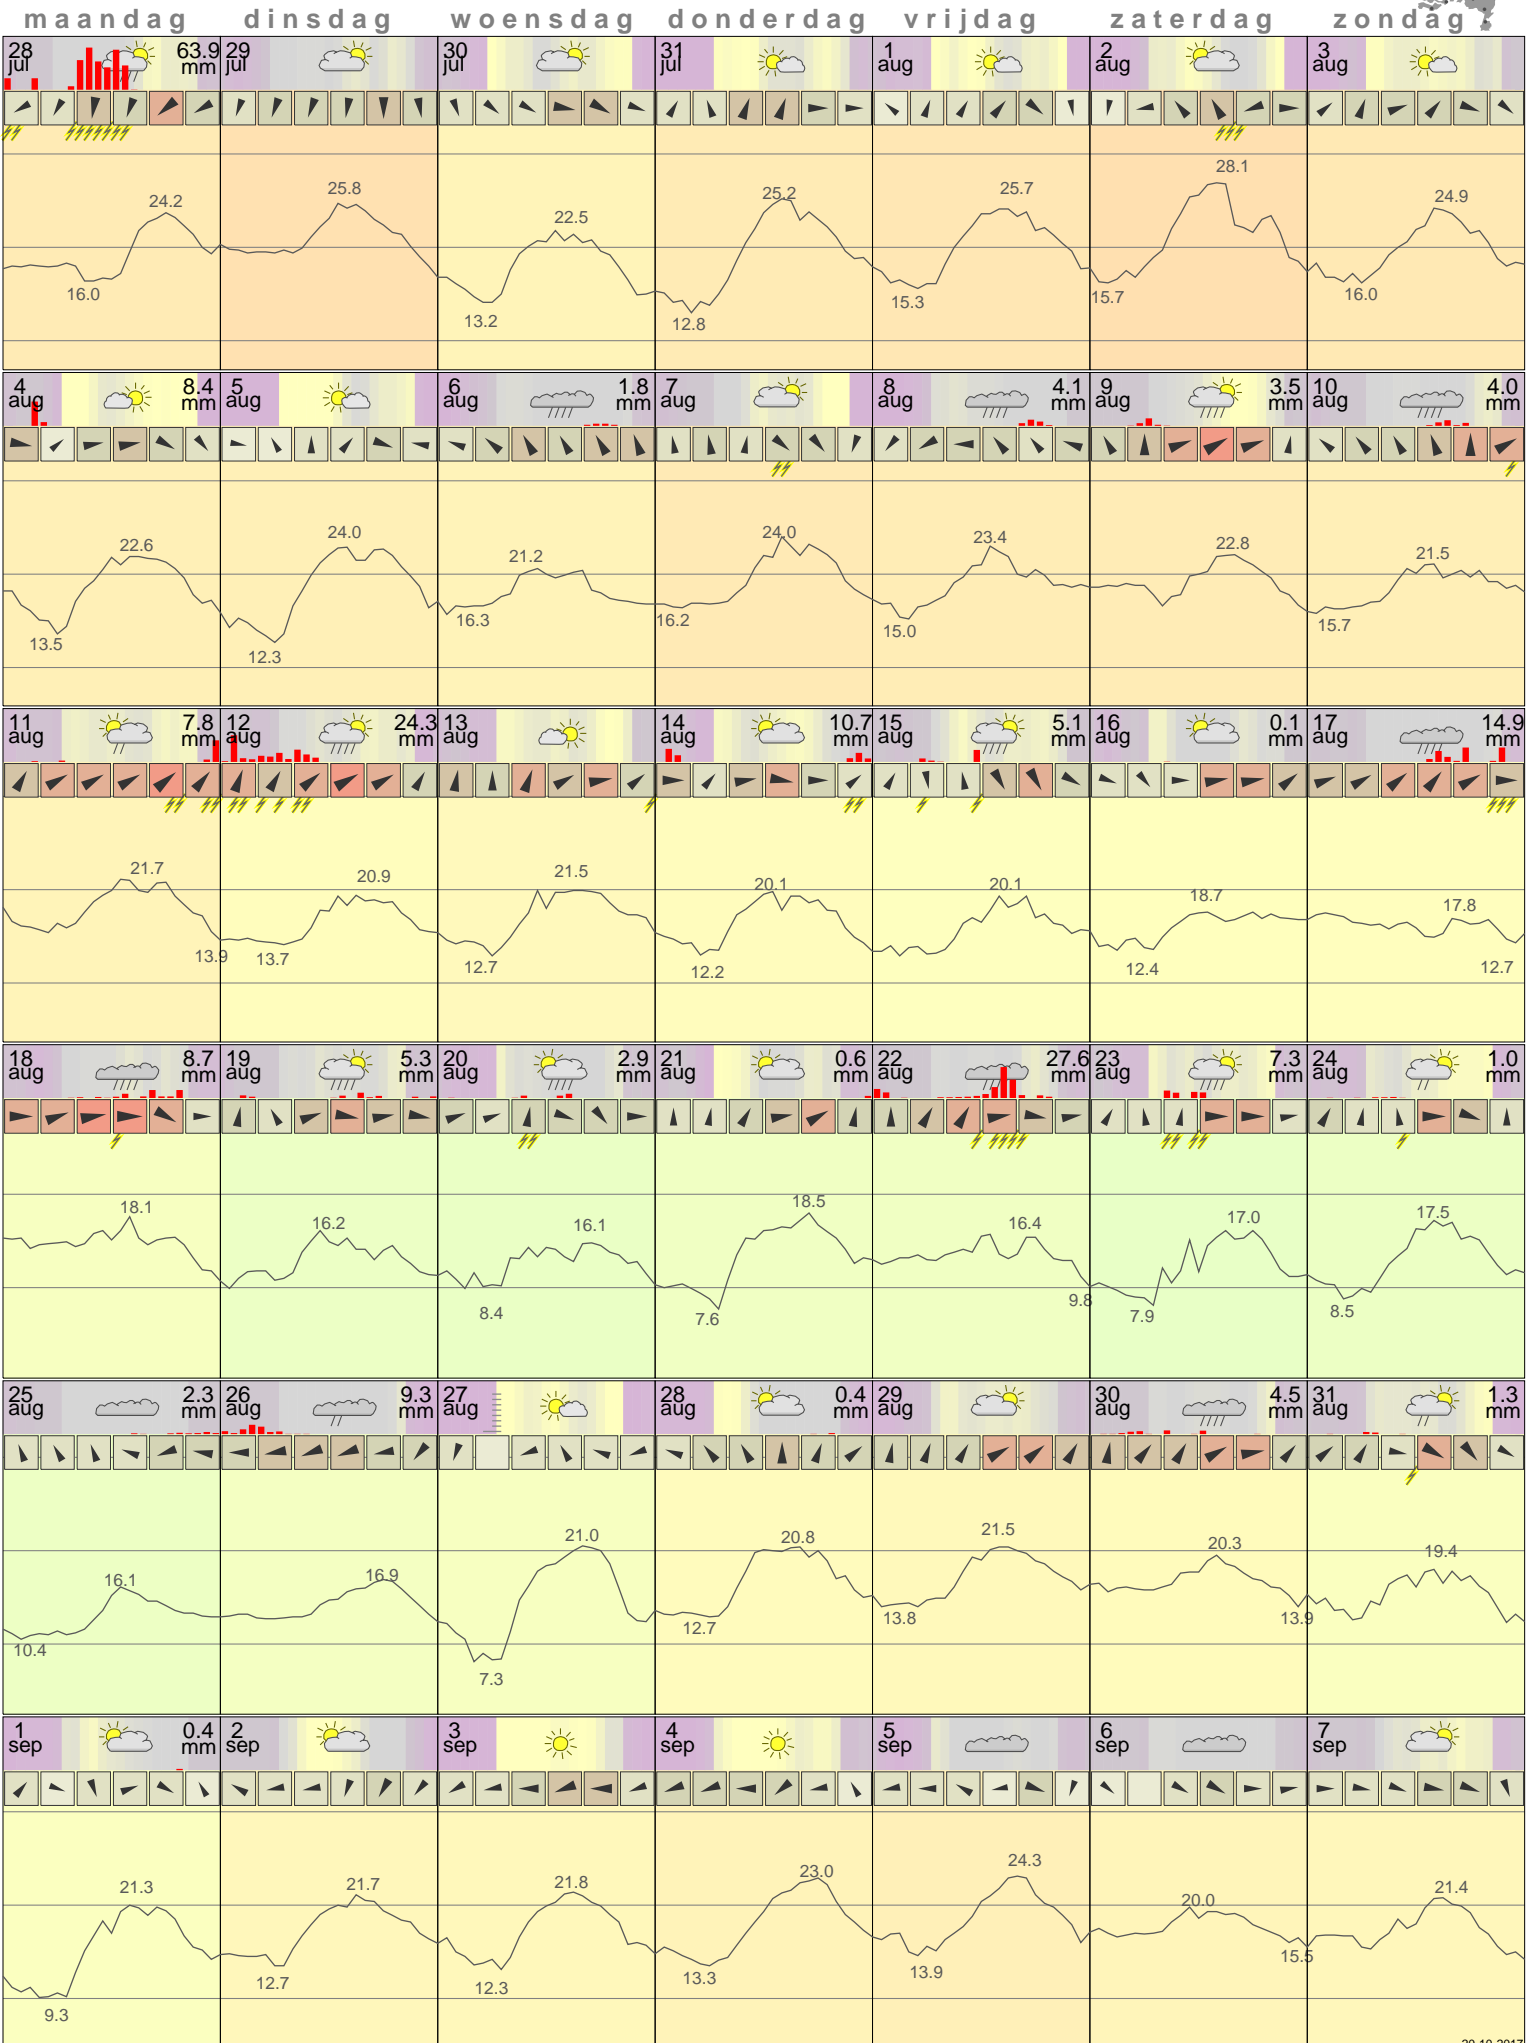 maandag dinsdag woensdag donderdag vrijdag zaterdag zondag
28 63.9 29 30 31 1 2 3
jul mm jul jul jul aug aug aug
28.1
24.2 25.8 22.5 25.2 25.7 24.9
16.0 13.2 12.8 15.3 15.7 16.0
4 8.4 5 6 1.8 7 8 4.1 9 3.5 10 4.0
aug mm aug aug mm aug aug mm aug mm aug mm
22.6 24.0 21.2 24.0 23.4 22.8 21.5
13.5 12.3 16.3 16.2 15.0 15.7
11 7.8 12 24.3 13 14 10.7 15 5.1 16 0.1 17 14.9
aug mm aug mm aug aug mm aug mm aug mm aug mm
21.7 20.9 21.5 20.1 20.1 18.7 17.8
13.9 13.7 12.7 12.2 12.4 12.7
18 8.7 19 5.3 20 2.9 21 0.6 22 27.6 23 7.3 24 1.0
aug mm aug mm aug mm aug mm aug mm aug mm aug mm
18.1 16.2 16.1 18.5 16.4 17.0 17.5
8.4 7.6 9.8 7.9 8.5
25 2.3 26 9.3 27 28 0.4 29 30 4.5 31 1.3
aug mm aug mm aug aug mm aug aug mm aug mm
16.1 16.9 21.0 20.8 21.5 20.3 19.4
10.4 7.3 12.7 13.8 13.9
1 0.4 2 3 4 5 6 7
sep mm sep sep sep sep sep sep
21.3 21.7 21.8 23.0 24.3 20.0 21.4
9.3 12.7 12.3 13.3 13.9 15.5